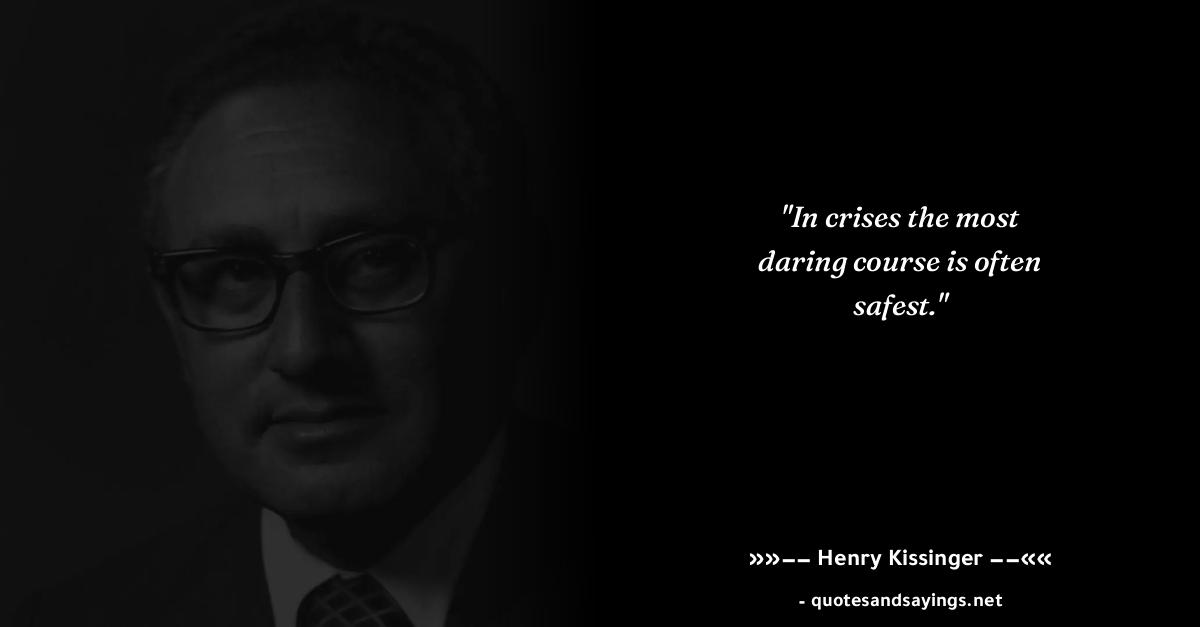 "In crises the most
daring course is often
safest."
»»−− Henry Kissinger −−««
- quotesandsayings.net